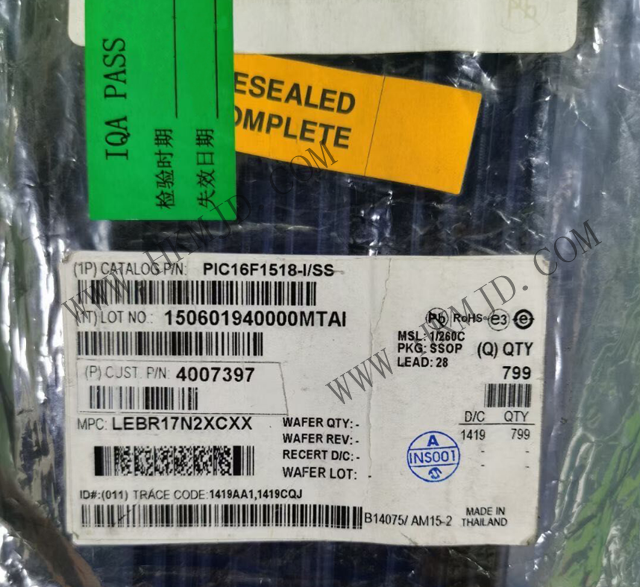 IQA PASS
检验时期
失效日期
ESEALED
OMPLETE
(1P) CATALOG P/N: PIC16F1518-I/SS
(1T) LOT NO: 150601940000MTAI
Pb RoHS e3 e
MSL: 1/260C
PKG: SSOP
LEAD: 28
(Q) QTY
799
(P) CUST. P/N: 4007397
MPC: LEBR17N2XCXX
WAFER QTY: -
WAFER REV: -
RECERT D/C: -
WAFER LOT: -
D/C QTY
1419 799
- -
- -
A
INS001
ID#:(011) TRACE CODE:1419AA1,1419CQJ
B14075/ AM15-2
MADE IN
THAILAND
WWW.HKMJD.COM
WWW.HKMJD.COM